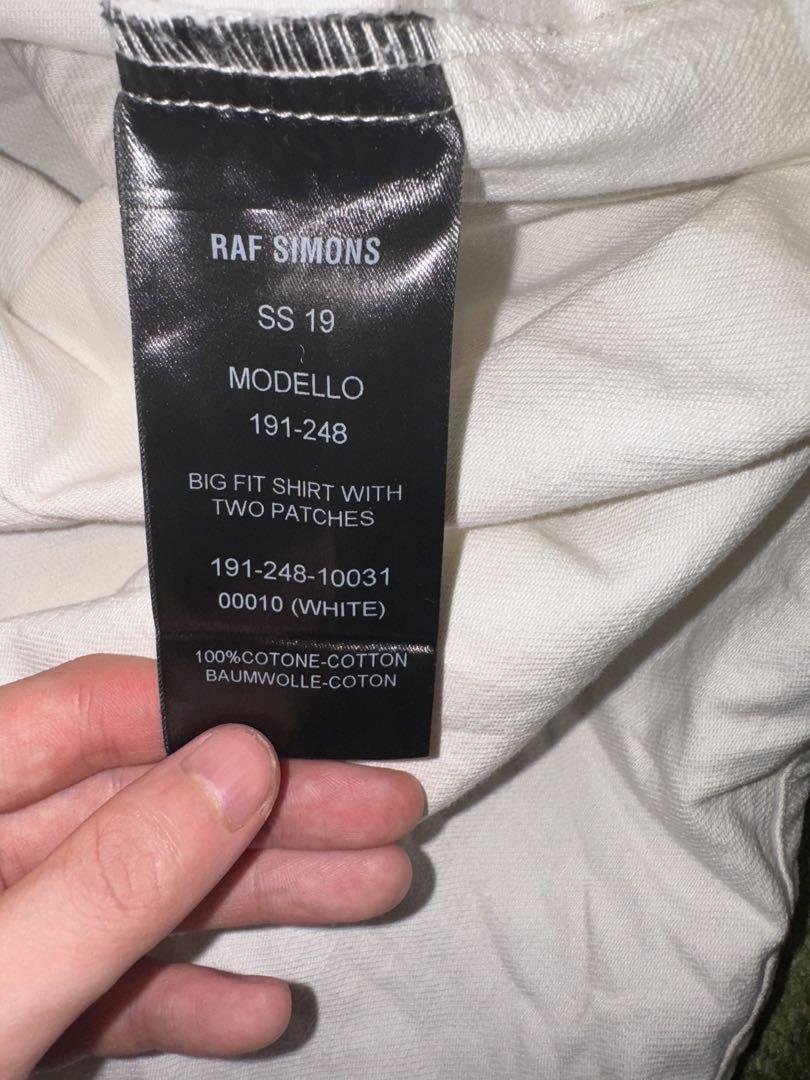 RAF SIMONS
SS 19
MODELLO
191-248
BIG FIT SHIRT WITH
TWO PATCHES
191-248-10031
00010 (WHITE)
100%COTONE-COTTON
BAUMWOLLE-COTON